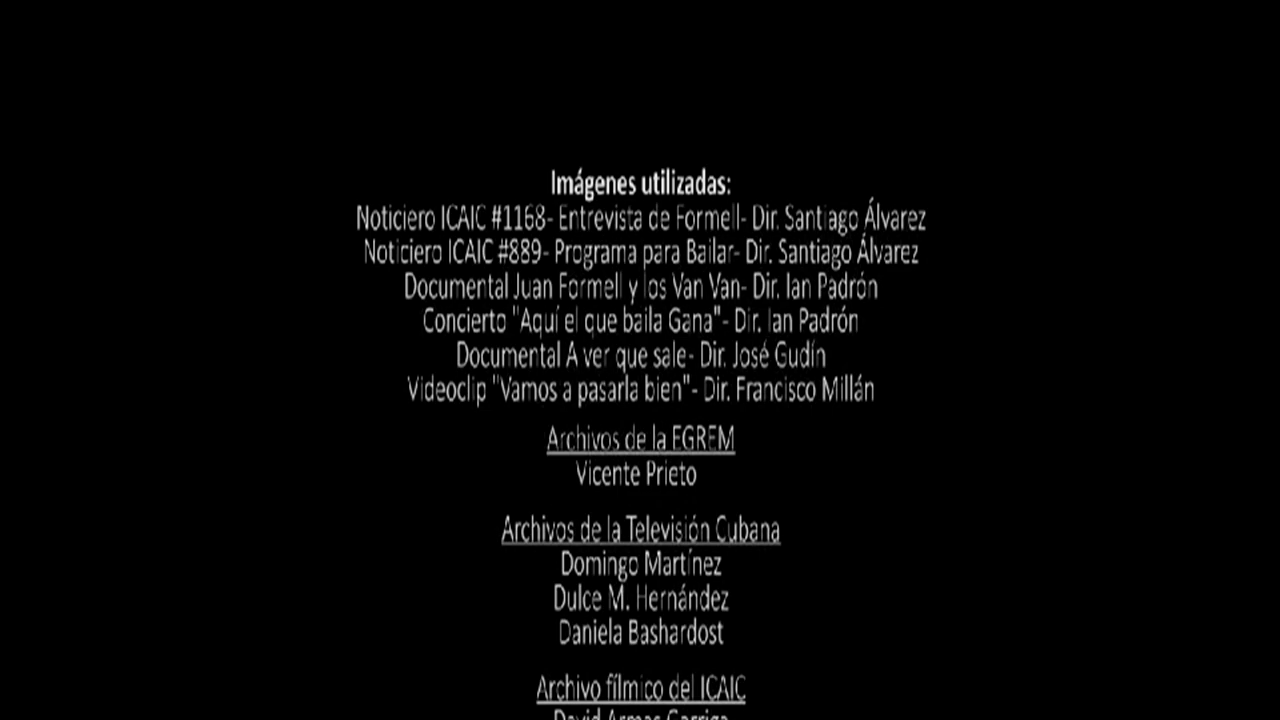 Imágenes utilizadas:
Noticiero ICAIC #1168- Entrevista de Formell- Dir. Santiago Álvarez
Noticiero ICAIC #889- Programa para Bailar- Dir. Santiago Álvarez
Documental Juan Formell y los Van Van- Dir. Ian Padrón
Concierto "Aquí el que baila Gana"- Dir. Ian Padrón
Documental A ver que sale- Dir. José Gudín
Videoclip "Vamos a pasarla bien"- Dir. Francisco Millán
Archivos de la EGREM
Vicente Prieto
Archivos de la Televisión Cubana
Domingo Martínez
Dulce M. Hernández
Daniela Bashardost
Archivo fílmico del ICAIC
David Armas